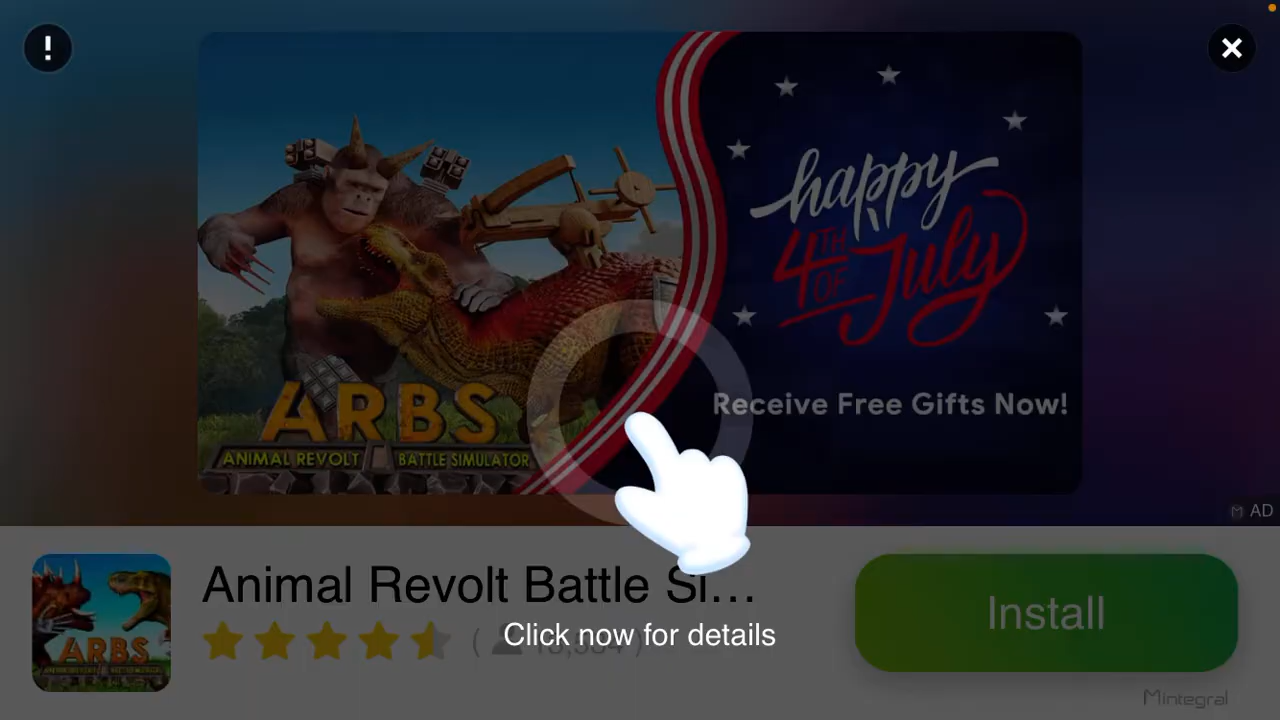 !
happy
4TH OF July
ARBS
Receive Free Gifts Now!
ANIMAL REVOLT BATTLE SIMULATOR
AD
Animal Revolt Battle Si...
Install
ARBS
Click now for details
Mintegral